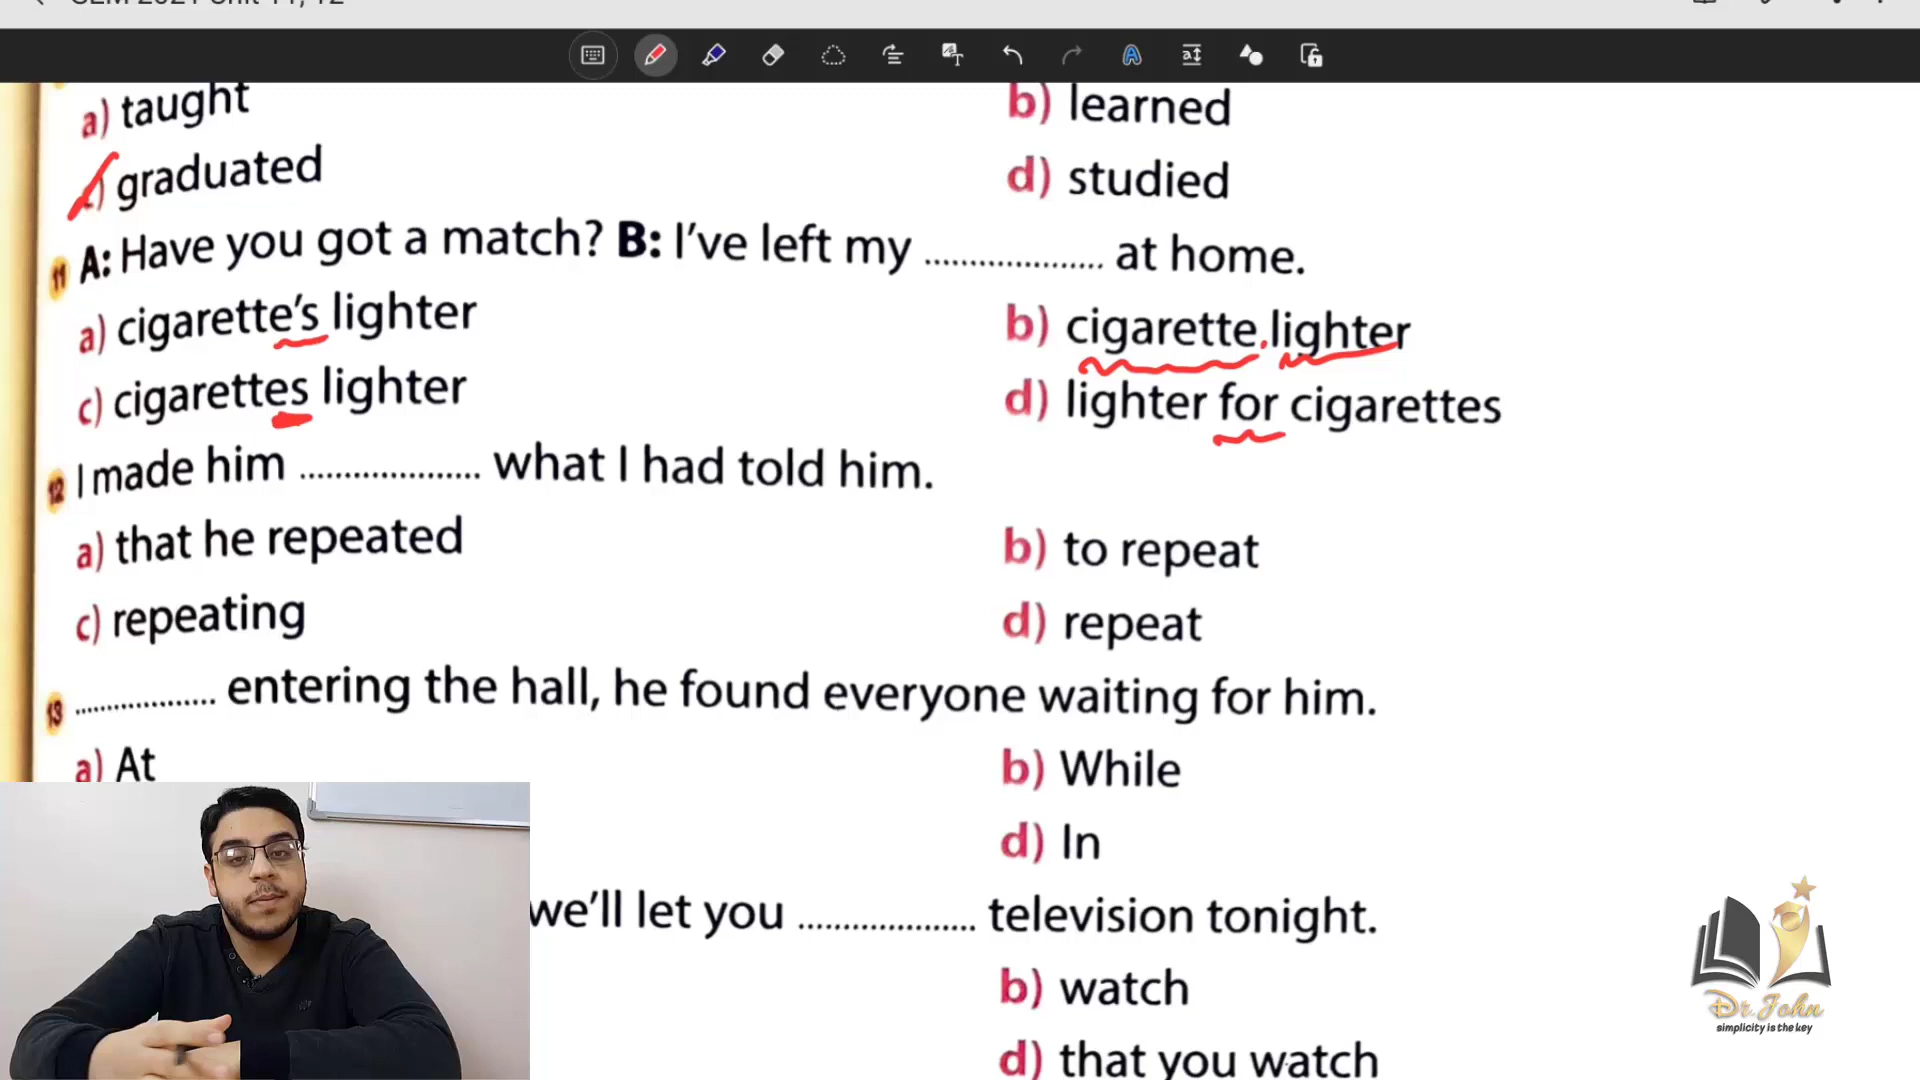 a) taught
b) learned
graduated
d) studied
11 A: Have you got a match? B: I've left my ................... at home.
a) cigarette's lighter
b) cigarette lighter
c) cigarettes lighter
d) lighter for cigarettes
12 I made him ................... what I had told him.
a) that he repeated
b) to repeat
c) repeating
d) repeat
13 ................... entering the hall, he found everyone waiting for him.
a) At
b) While
d) In
we'll let you ................... television tonight.
b) watch
d) that you watch
Dr. John
simplicity is the key